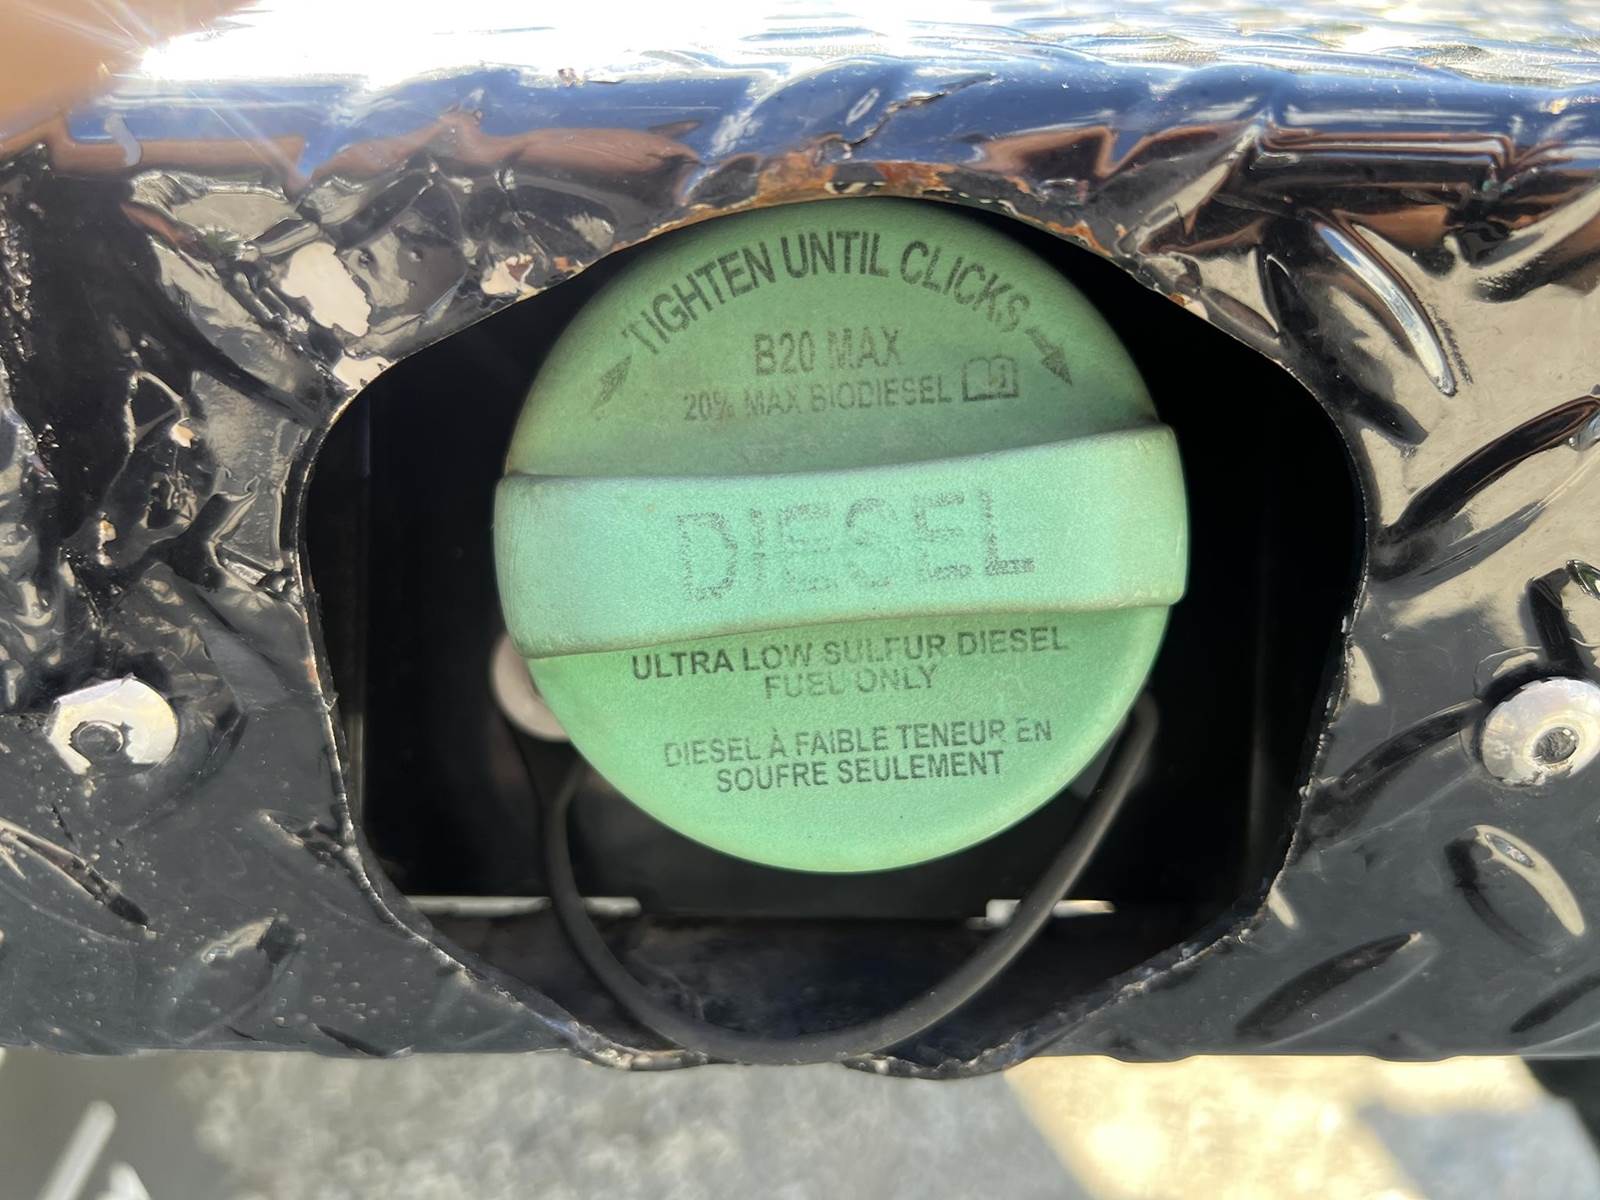 TIGHTEN UNTIL CLICKS
B20 MAX
20% MAX BIODIESEL
DIESEL
ULTRA LOW SULFUR DIESEL
FUEL ONLY
DIESEL À FAIBLE TENEUR EN
SOUFRE SEULEMENT